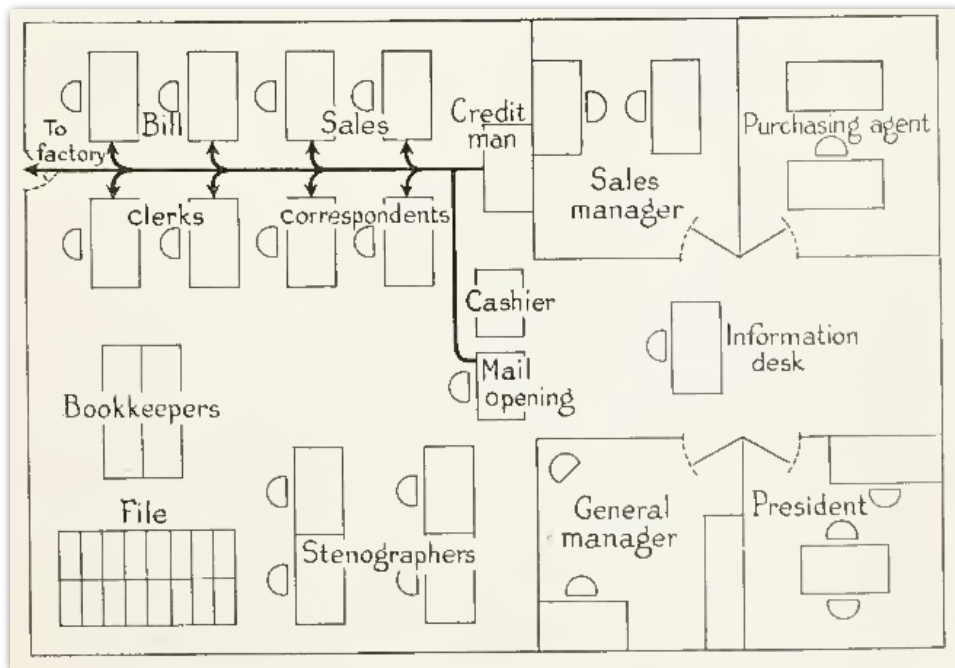 To
factory
Bill
clerks
Sales
correspondents
Credit
man
Sales
manager
Purchasing agent
Cashier
Mail
opening
Information
desk
Bookkeepers
File
Stenographers
General
manager
President